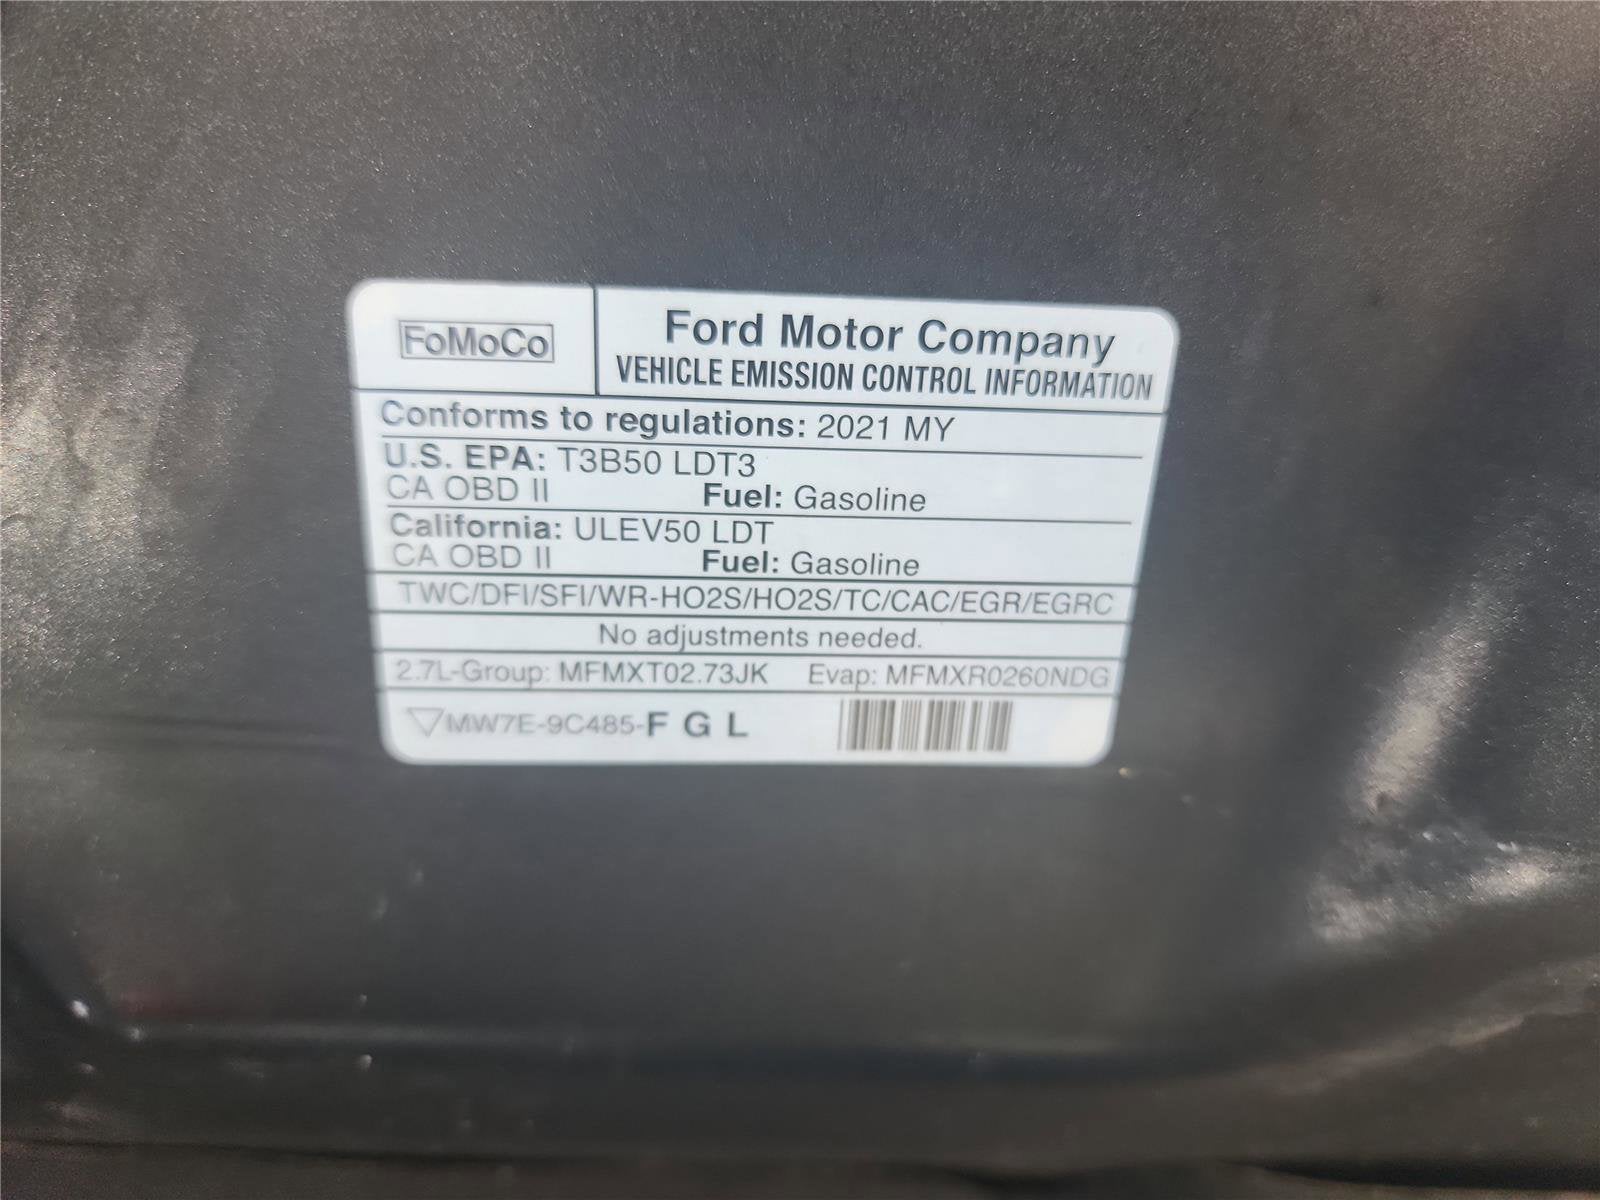 FoMoCo
Ford Motor Company
VEHICLE EMISSION CONTROL INFORMATION
Conforms to regulations: 2021 MY
U.S. EPA: T3B50 LDT3
CA OBD II Fuel: Gasoline
California: ULEV50 LDT
CA OBD II Fuel: Gasoline
TWC/DFI/SFI/WR-HO2S/HO2S/TC/CAC/EGR/EGRC
No adjustments needed.
2.7L-Group: MFMXT02.73JK Evap: MFMXR0260NDG
MW7E-9C485-F G L